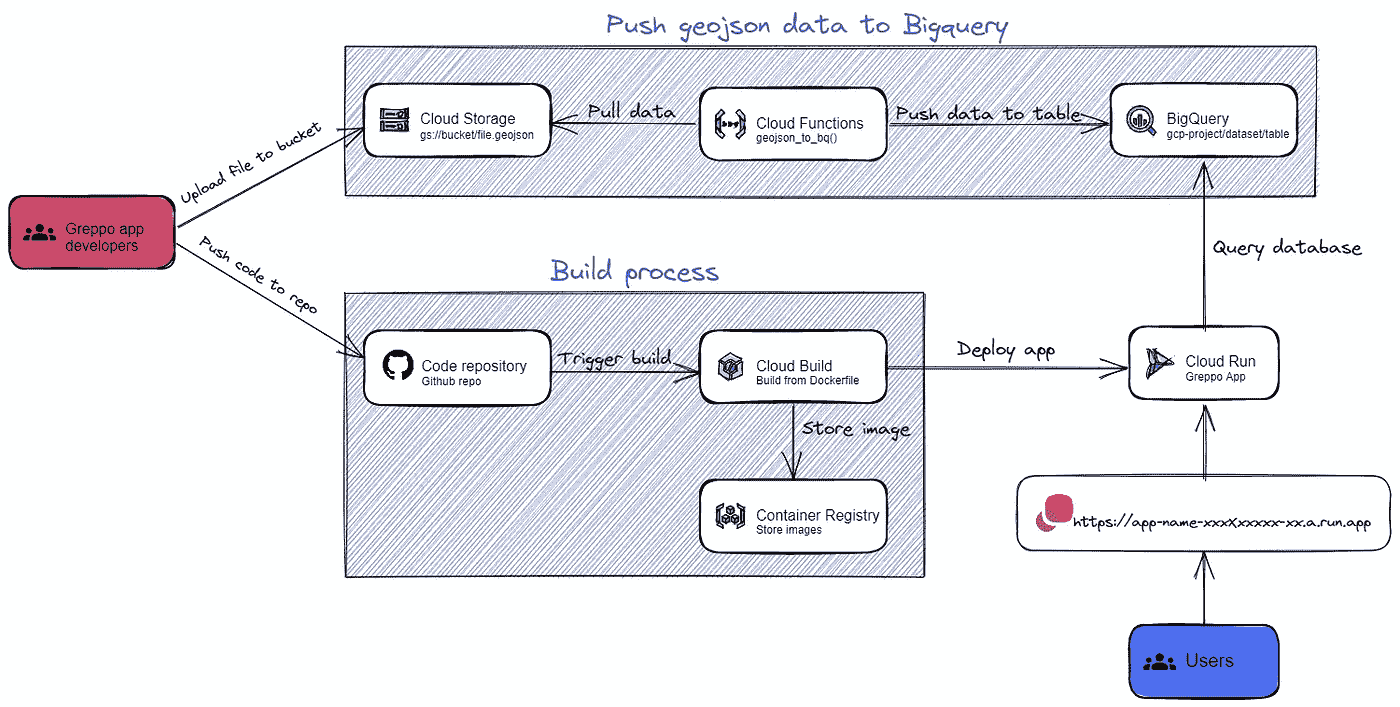 Push geojson data to Bigquery
Cloud Storage
gs://bucket/file.geojson
Pull data
Cloud Functions
geojson_to_bq()
Push data to table
BigQuery
gcp-project/dataset/table
Upload file to bucket
Greppo app
developers
Push code to repo
Query database
Build process
Code repository
Github repo
Trigger build
Cloud Build
Build from Dockerfile
Deploy app
Cloud Run
Greppo App
Store image
Container Registry
Store images
https://app-name-xxxXxxxxx-xx.a.run.app
Users